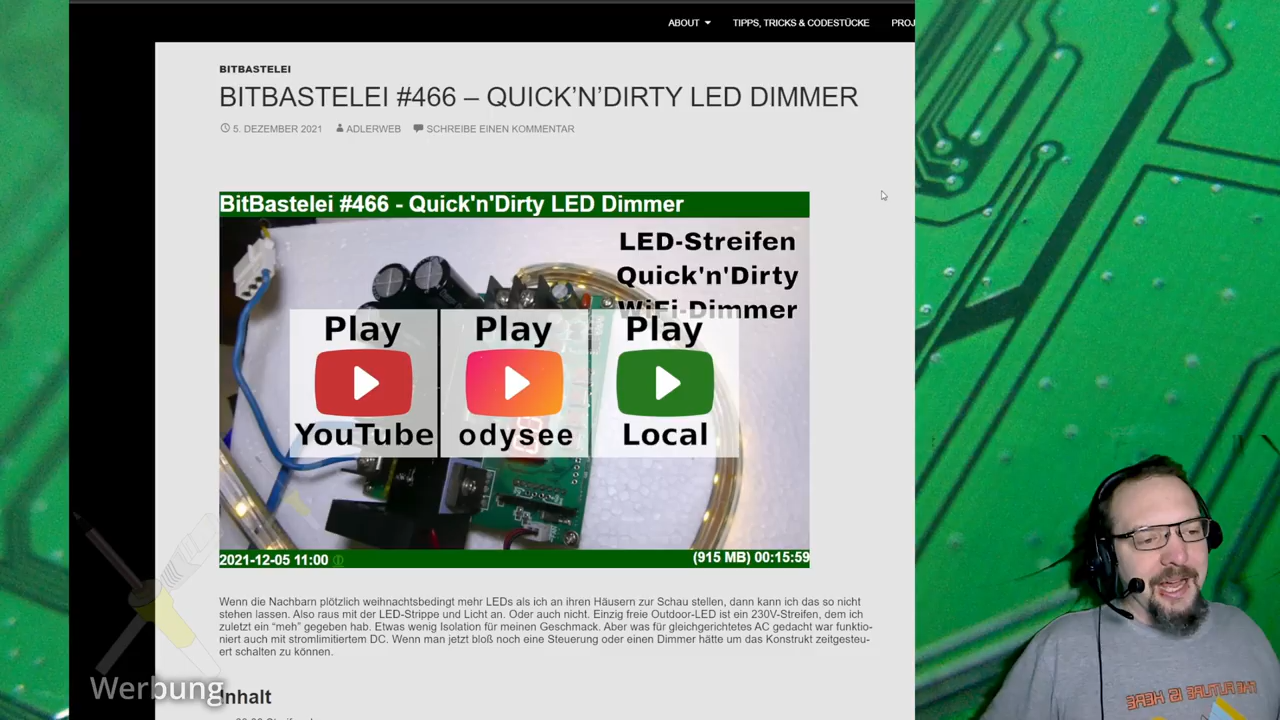 ABOUT
TIPPS, TRICKS & CODESTÜCKE
PROJ
BITBASTELEI
BITBASTELEI #466 – QUICK’N’DIRTY LED DIMMER
5. DEZEMBER 2021 ADLERWEB SCHREIBE EINEN KOMMENTAR
BitBastelei #466 - Quick'n'Dirty LED Dimmer
LED-Streifen
Quick'n'Dirty
WiFi-Dimmer
Play
YouTube
Play
odysee
Play
Local
2021-12-05 11:00
(915 MB) 00:15:59
Wenn die Nachbarn plötzlich weihnachtsbedingt mehr LEDs als ich an ihren Häusern zur Schau stellen, dann kann ich das so nicht
stehen lassen. Also raus mit der LED-Strippe und Licht an. Oder auch nicht. Einzig freie Outdoor-LED ist ein 230V-Streifen, dem ich
zuletzt ein “meh” gegeben hab. Etwas wenig Isolation für meinen Geschmack. Aber was für gleichgerichtetes AC gedacht war funktio-
niert auch mit stromlimitiertem DC. Wenn man jetzt bloß noch eine Steuerung oder einen Dimmer hätte um das Konstrukt zeitgesteu-
ert schalten zu können.
Inhalt
Werbung
THE FUTURE IS HERE